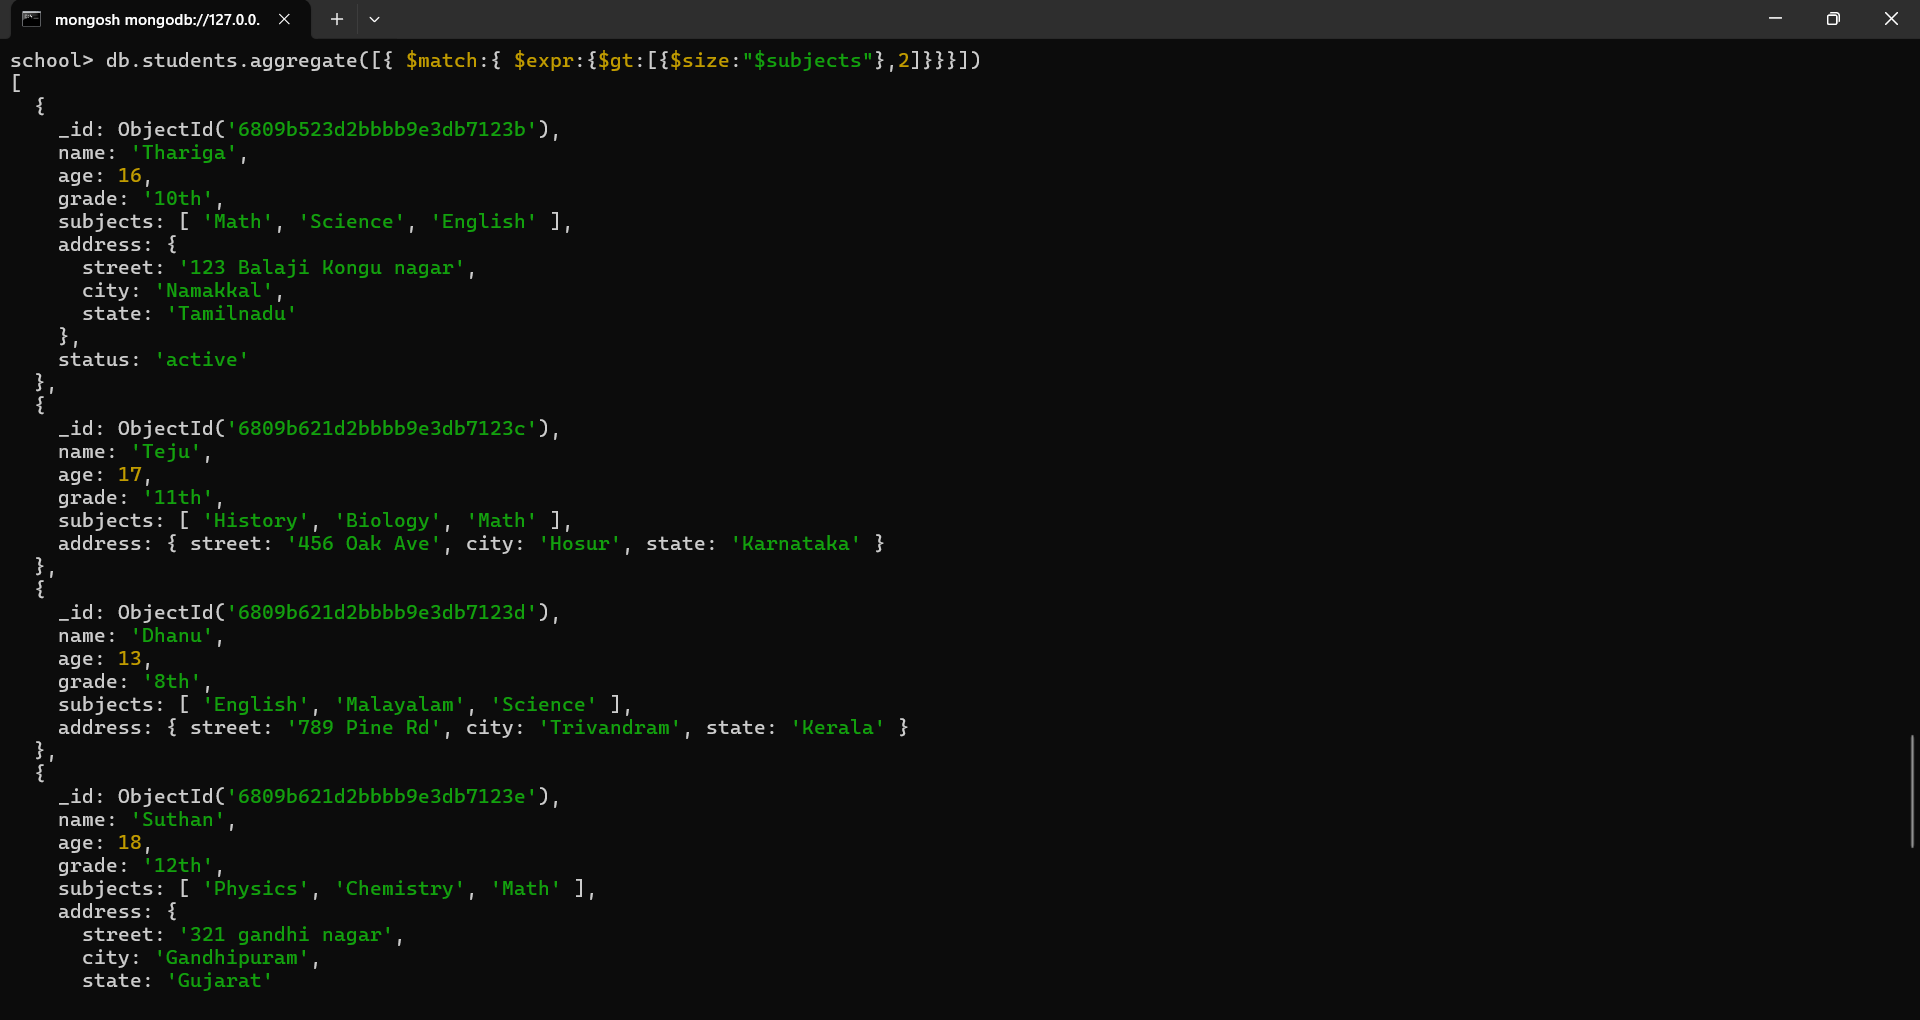 mongosh mongodb://127.0.0.
school> db.students.aggregate([{ $match:{ $expr:{$gt:[{$size:"$subjects"},2]}}}])
[
  {
    _id: ObjectId('6809b523d2bbbb9e3db7123b'),
    name: 'Thariga',
    age: 16,
    grade: '10th',
    subjects: [ 'Math', 'Science', 'English' ],
    address: {
      street: '123 Balaji Kongu nagar',
      city: 'Namakkal',
      state: 'Tamilnadu'
    },
    status: 'active'
  },
  {
    _id: ObjectId('6809b621d2bbbb9e3db7123c'),
    name: 'Teju',
    age: 17,
    grade: '11th',
    subjects: [ 'History', 'Biology', 'Math' ],
    address: { street: '456 Oak Ave', city: 'Hosur', state: 'Karnataka' }
  },
  {
    _id: ObjectId('6809b621d2bbbb9e3db7123d'),
    name: 'Dhanu',
    age: 13,
    grade: '8th',
    subjects: [ 'English', 'Malayalam', 'Science' ],
    address: { street: '789 Pine Rd', city: 'Trivandram', state: 'Kerala' }
  },
  {
    _id: ObjectId('6809b621d2bbbb9e3db7123e'),
    name: 'Suthan',
    age: 18,
    grade: '12th',
    subjects: [ 'Physics', 'Chemistry', 'Math' ],
    address: {
      street: '321 gandhi nagar',
      city: 'Gandhipuram',
      state: 'Gujarat'